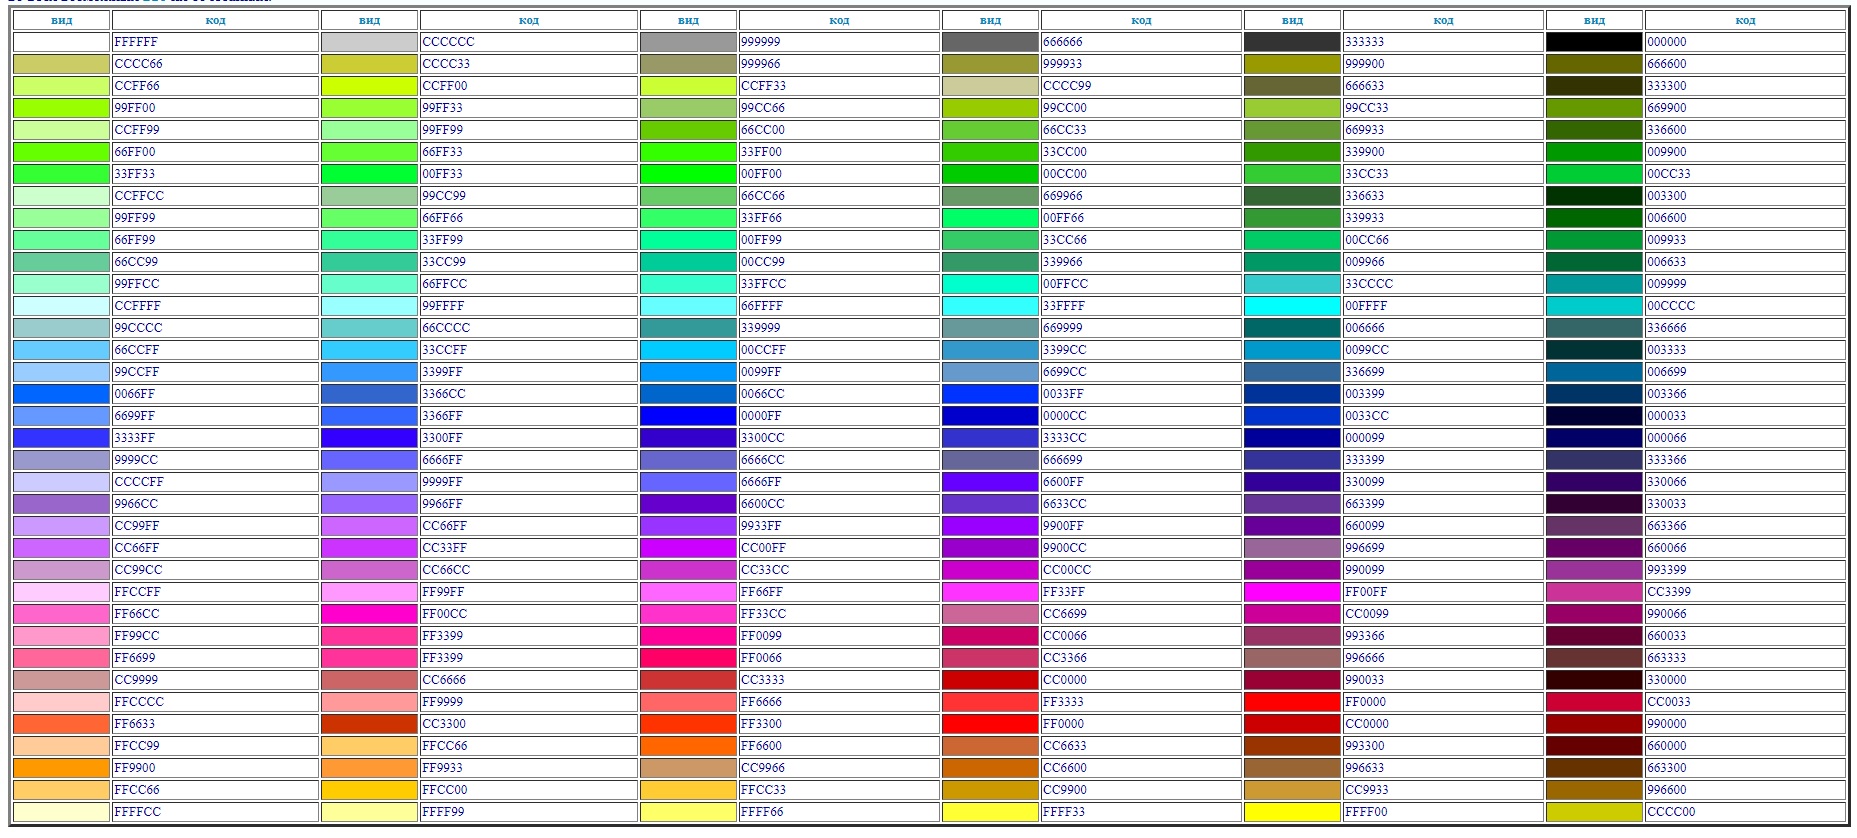 вид код вид код вид код вид код вид код вид код
FFFFFF CCCCCC 999999 666666 333333 000000
CCCC66 CCCC33 999966 999933 999900 666600
CCFF66 CCFF00 CCFF33 CCCC99 666633 333300
99FF00 99FF33 99CC66 99CC00 99CC33 669900
CCFF99 99FF99 66CC00 66CC33 669933 336600
66FF00 66FF33 33FF00 33CC00 339900 009900
33FF33 00FF33 00FF00 00CC00 33CC33 00CC33
CCFFCC 99CC99 66CC66 669966 336633 003300
99FF99 66FF66 33FF66 00FF66 339933 006600
66FF99 33FF99 00FF99 33CC66 00CC66 009933
66CC99 33CC99 00CC99 339966 009966 006633
99FFCC 66FFCC 33FFCC 00FFCC 33CCCC 009999
CCFFFF 99FFFF 66FFFF 33FFFF 00FFFF 00CCCC
99CCCC 66CCCC 339999 669999 006666 336666
66CCFF 33CCFF 00CCFF 3399CC 0099CC 003333
99CCFF 3399FF 0099FF 6699CC 336699 006699
0066FF 3366CC 0066CC 0033FF 003399 003366
6699FF 3366FF 0000FF 0000CC 0033CC 000033
3333FF 3300FF 3300CC 3333CC 000099 000066
9999CC 6666FF 6666CC 666699 333399 333366
CCCCFF 9999FF 6666FF 6600FF 330099 330066
9966CC 9966FF 6600CC 6633CC 663399 330033
CC99FF CC66FF 9933FF 9900FF 660099 663366
CC66FF CC33FF CC00FF 9900CC 996699 660066
CC99CC CC66CC CC33CC CC00CC 990099 993399
FFCCFF FF99FF FF66FF FF33FF FF00FF CC3399
FF66CC FF00CC FF33CC CC6699 CC0099 990066
FF99CC FF3399 FF0099 CC0066 993366 660033
FF6699 FF3399 FF0066 CC3366 996666 663333
CC9999 CC6666 CC3333 CC0000 990033 330000
FFCCCC FF9999 FF6666 FF3333 FF0000 CC0033
FF6633 CC3300 FF3300 FF0000 CC0000 990000
FFCC99 FFCC66 FF6600 CC6633 993300 660000
FF9900 FF9933 CC9966 CC6600 996633 663300
FFCC66 FFCC00 FFCC33 CC9900 CC9933 996600
FFFFCC FFFF99 FFFF66 FFFF33 FFFF00 CCCC00